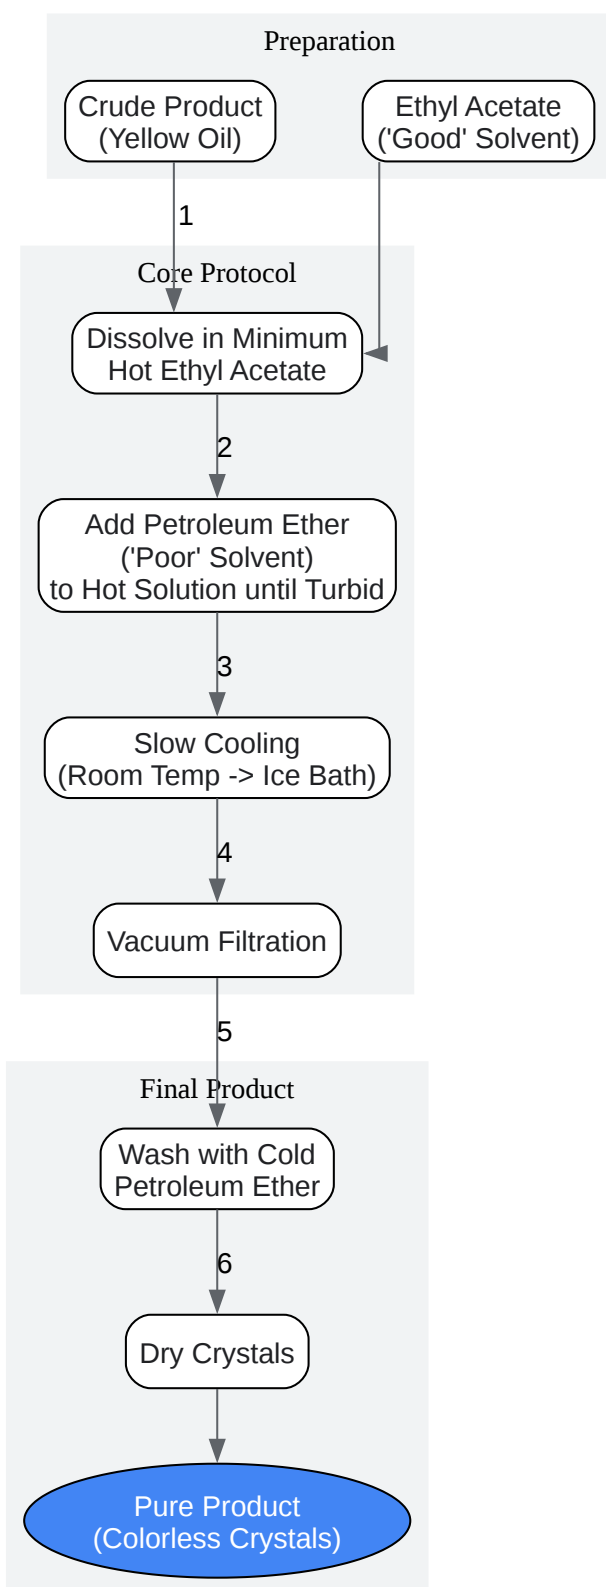 Preparation
Crude Product
(Yellow Oil)
Ethyl Acetate
('Good' Solvent)
1
Core Protocol
Dissolve in Minimum
Hot Ethyl Acetate
2
Add Petroleum Ether
('Poor' Solvent)
to Hot Solution until Turbid
3
Slow Cooling
(Room Temp -> Ice Bath)
4
Vacuum Filtration
5
Final Product
Wash with Cold
Petroleum Ether
6
Dry Crystals
Pure Product
(Colorless Crystals)